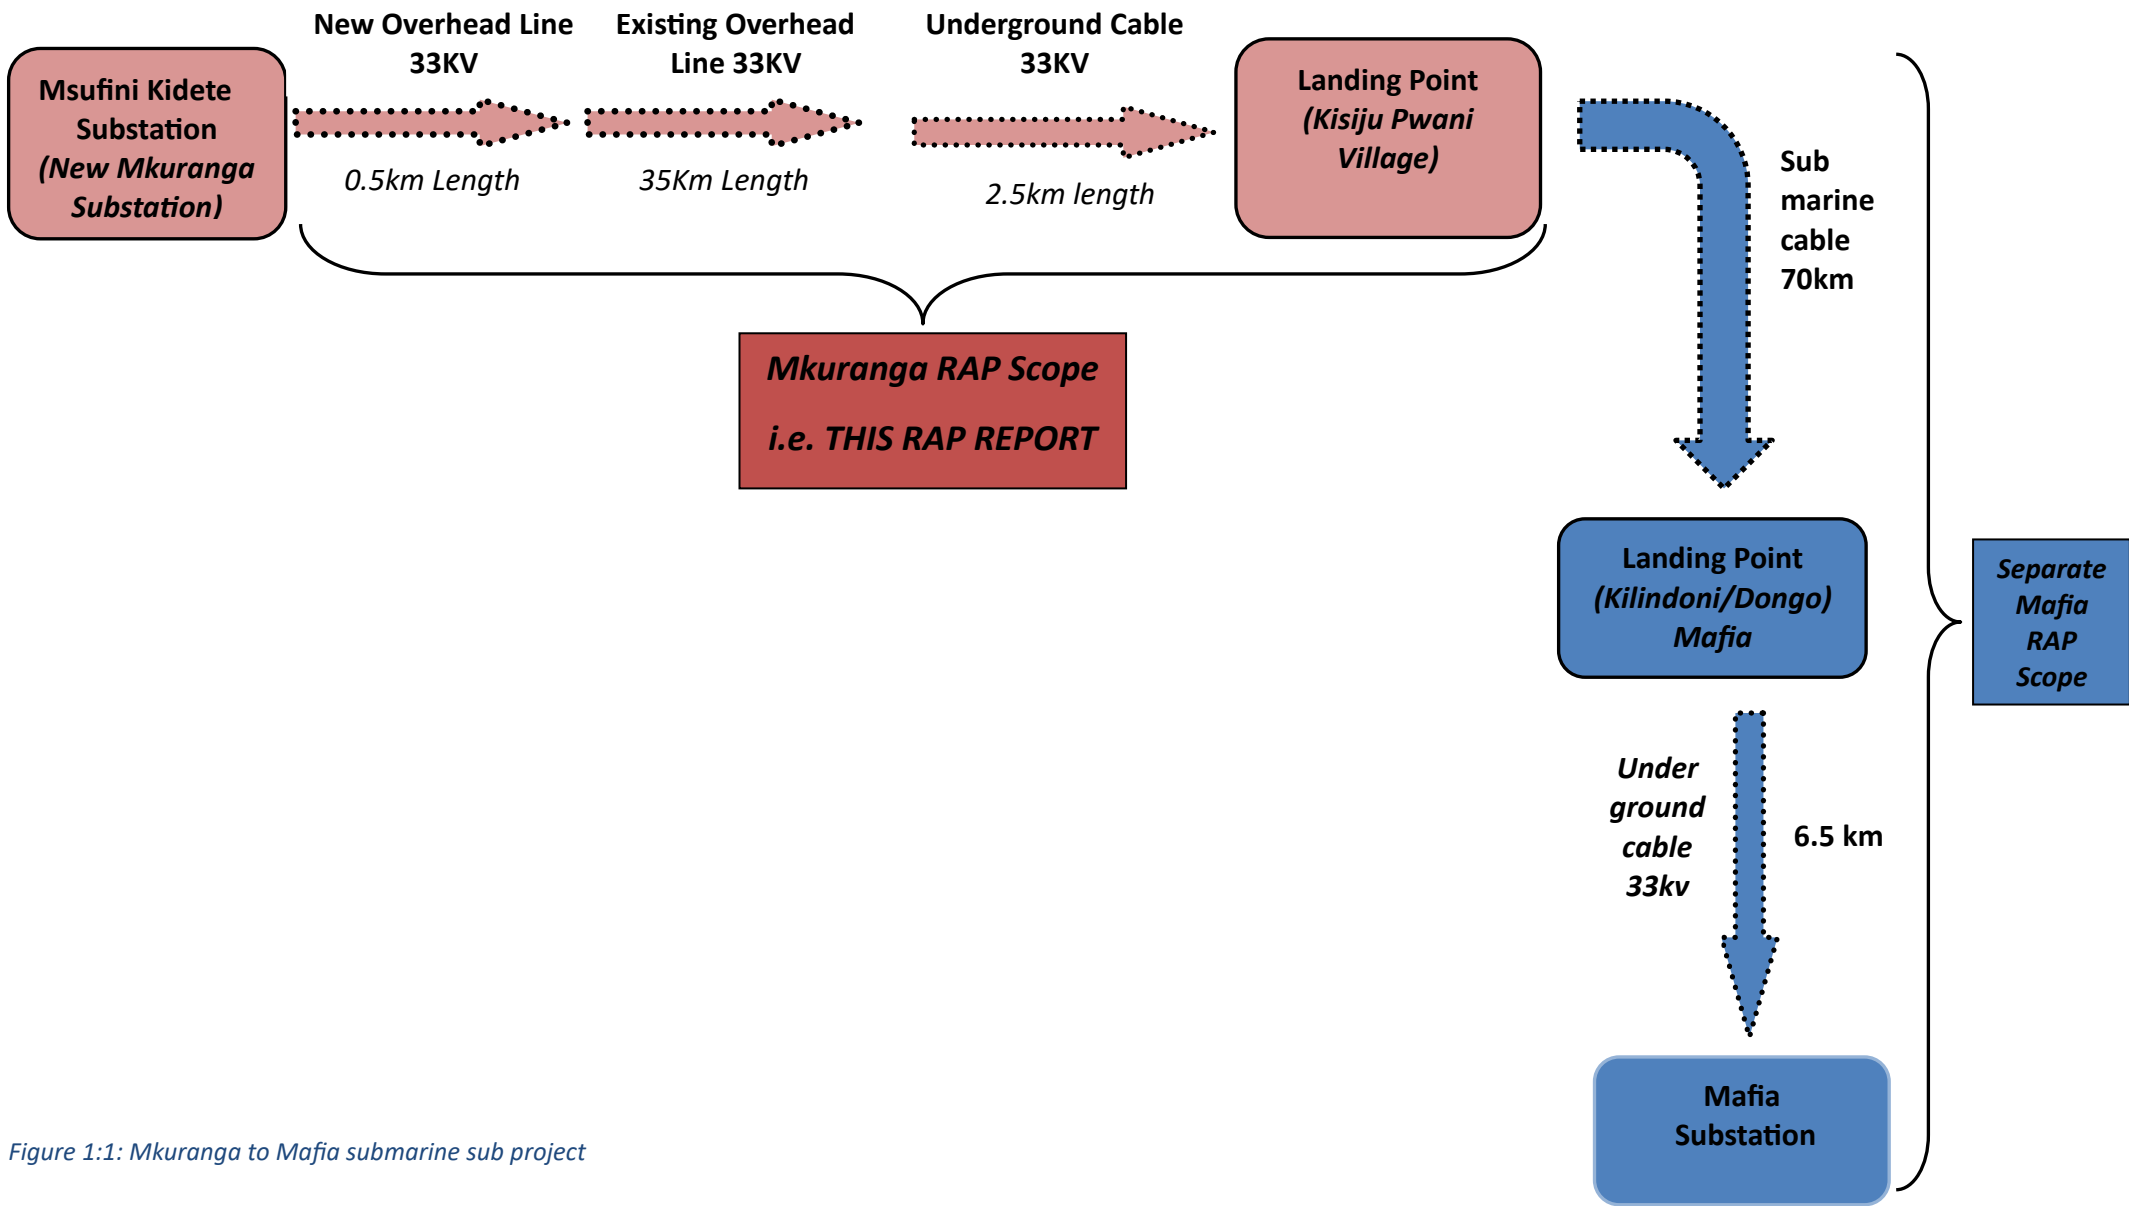 New Overhead Line
33KV
Existing Overhead
Line 33KV
Underground Cable
33KV
Msufini Kidete
Substation
(New Mkuranga
Substation)
0.5km Length
35Km Length
2.5km length
Landing Point
(Kisiju Pwani
Village)
Sub
marine
cable
70km
Mkuranga RAP Scope
i.e. THIS RAP REPORT
Landing Point
(Kilindoni/Dongo)
Mafia
Separate
Mafia
RAP
Scope
Under
ground
cable
33kv
6.5 km
Mafia
Substation
Figure 1:1: Mkuranga to Mafia submarine sub project